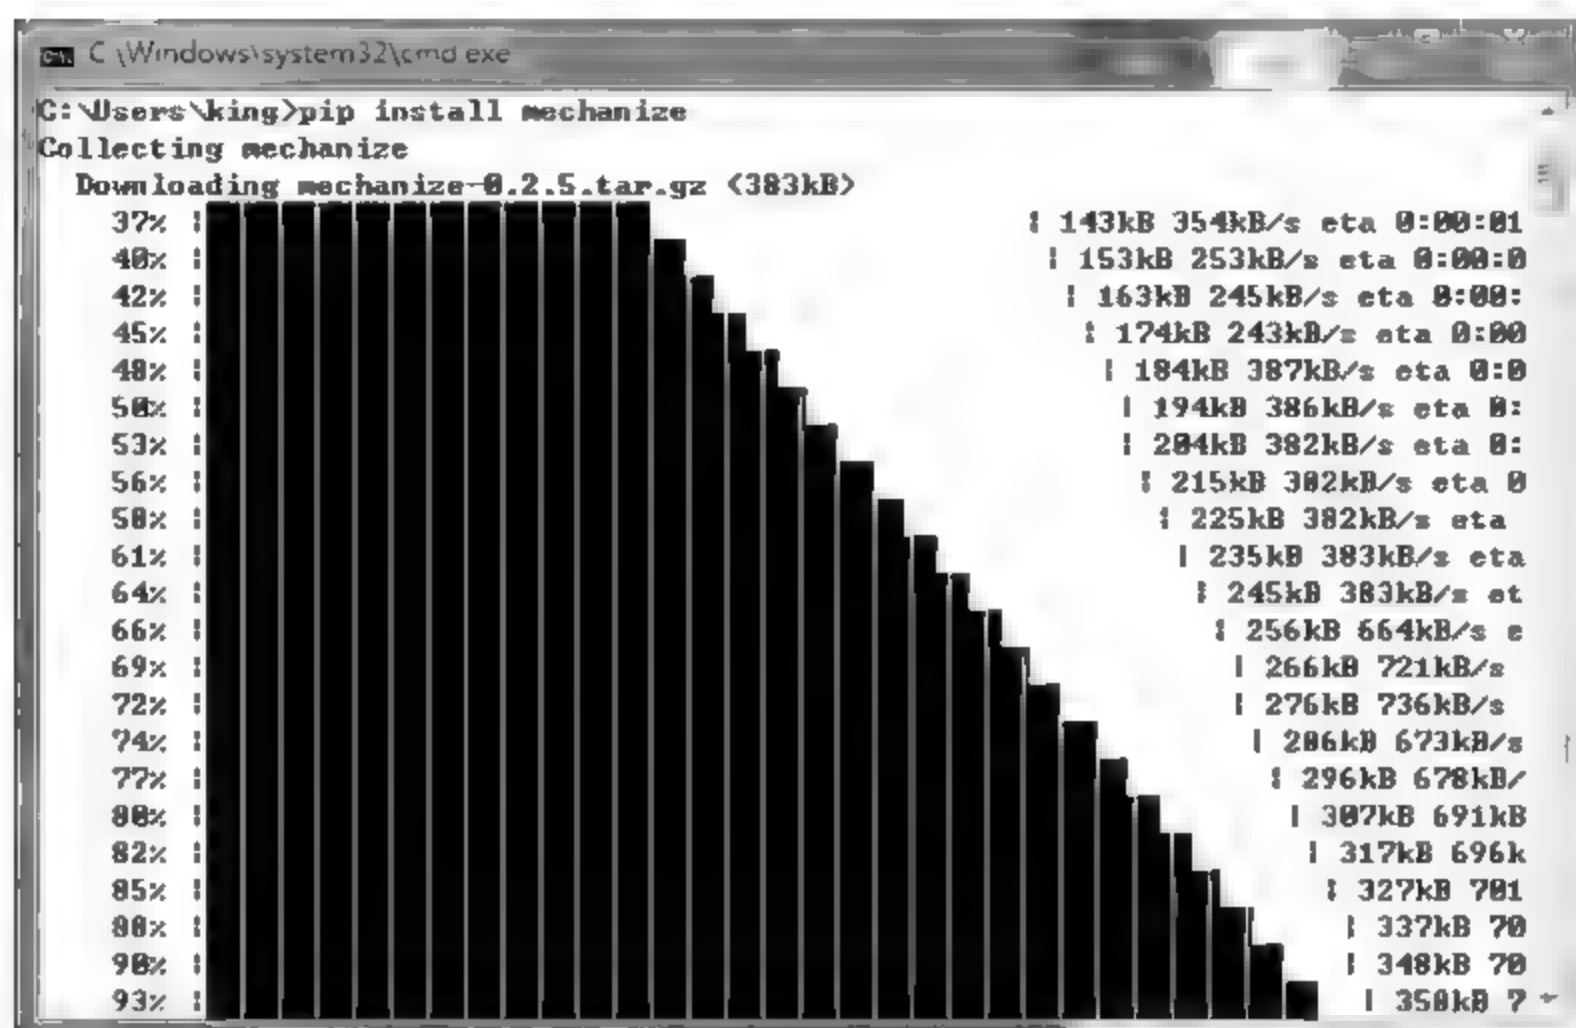 C:\Windows\system32\cmd.exe
C:\Users\king>pip install mechanize
Collecting mechanize
Downloading mechanize-0.2.5.tar.gz (383kB)
37% | | 143kB 354kB/s eta 0:00:01
40% | | 153kB 253kB/s eta 0:00:0
42% | | 163kB 245kB/s eta 0:00:
45% | | 174kB 243kB/s eta 0:00
48% | | 184kB 387kB/s eta 0:0
50% | | 194kB 386kB/s eta 0:
53% | | 204kB 382kB/s eta 0:
56% | | 215kB 382kB/s eta 0
58% | | 225kB 382kB/s eta
61% | | 235kB 383kB/s eta
64% | | 245kB 383kB/s et
66% | | 256kB 664kB/s e
69% | | 266kB 721kB/s
72% | | 276kB 736kB/s
74% | | 286kB 673kB/s
77% | | 296kB 678kB/
80% | | 307kB 691kB
82% | | 317kB 696k
85% | | 327kB 701
88% | | 337kB 70
90% | | 348kB 70
93% | | 358kB 7